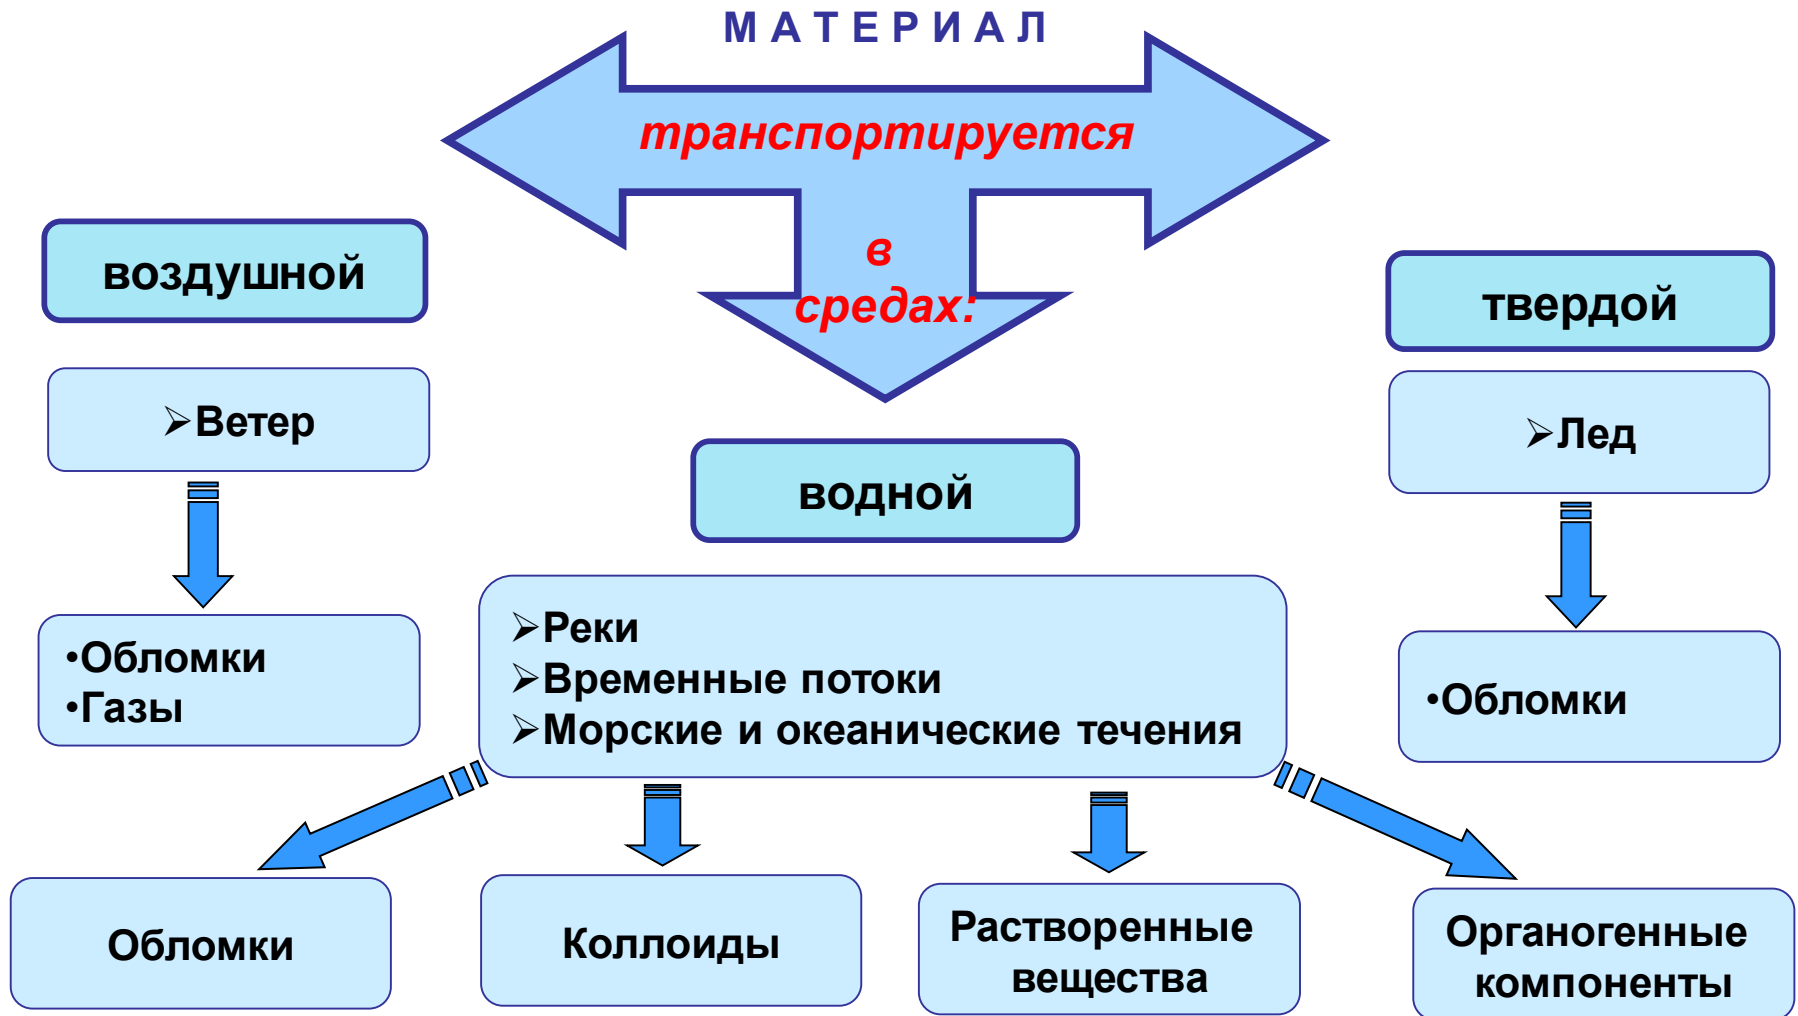 М А Т Е Р И А Л
транспортируется
в
средах:
воздушной
➢Ветер
•Обломки
•Газы
твердой
➢Лед
•Обломки
водной
➢Реки
➢Временные потоки
➢Морские и океанические течения
Обломки
Коллоиды
Растворенные
вещества
Органогенные
компоненты